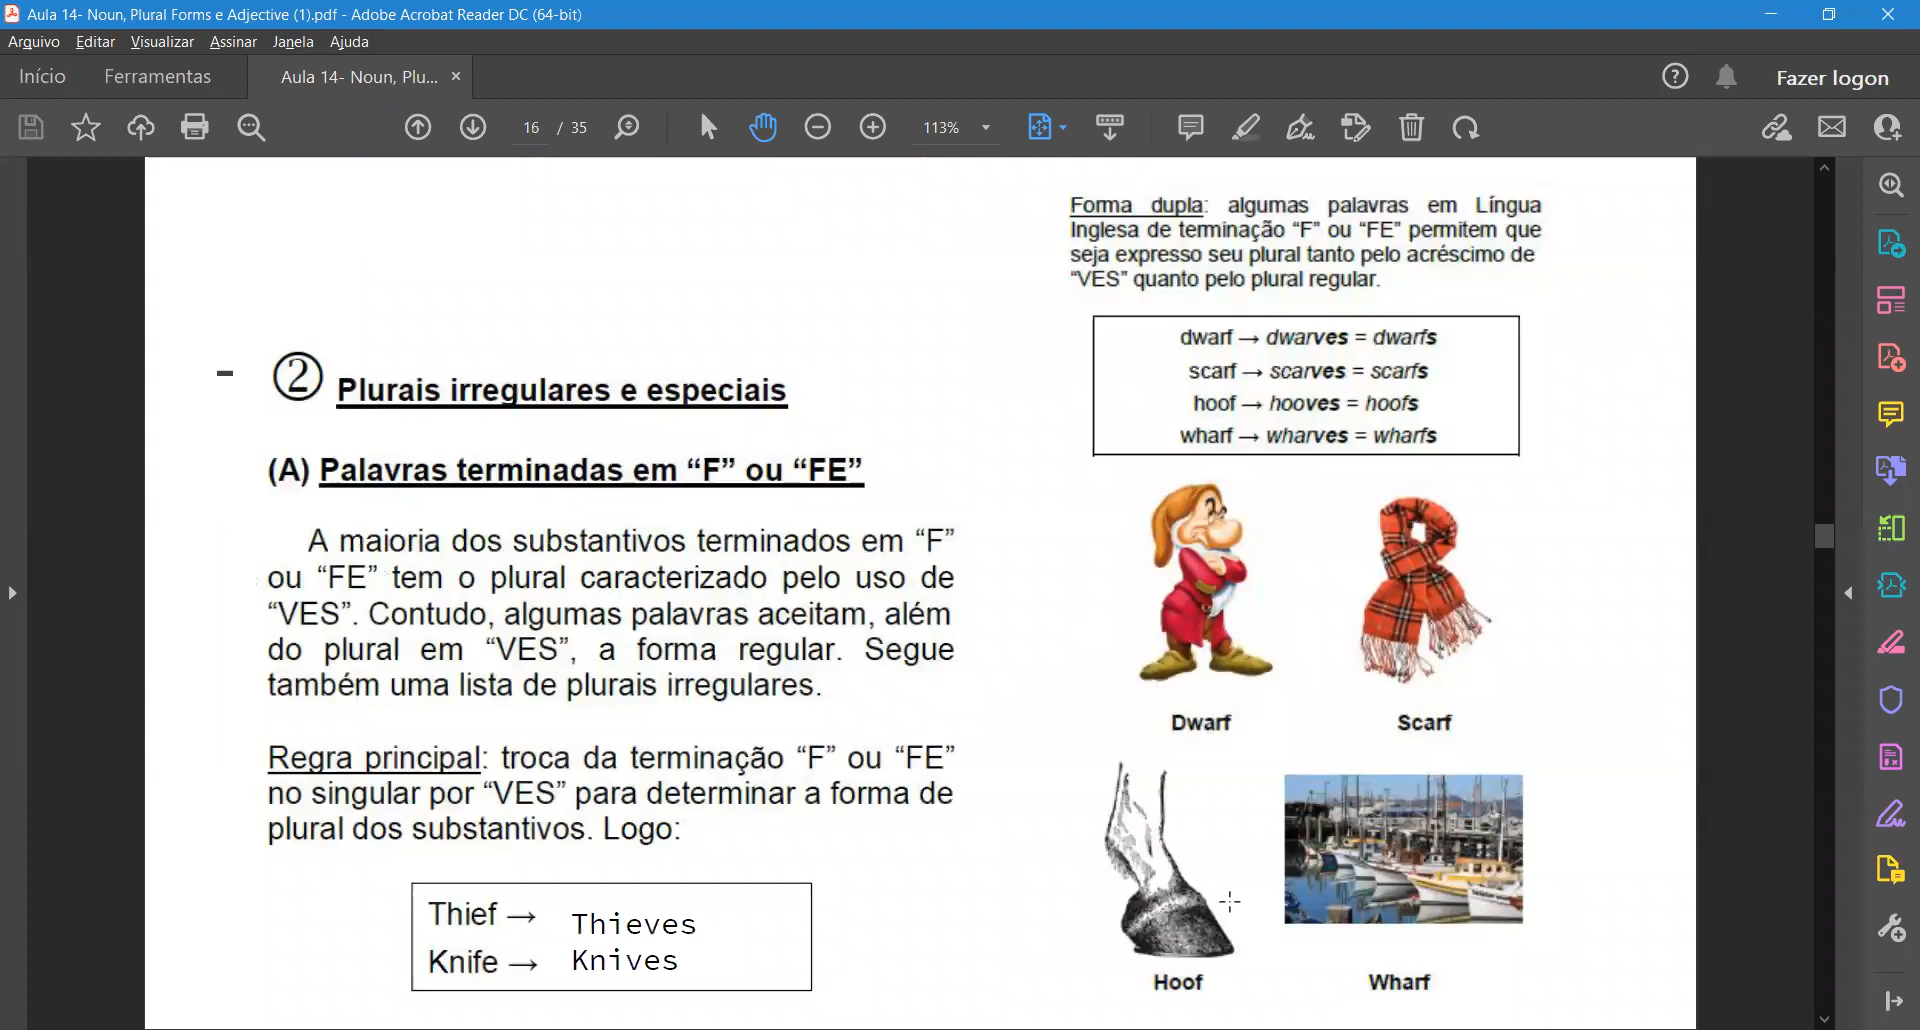 Aula 14- Noun, Plural Forms e Adjective (1).pdf - Adobe Acrobat Reader DC (64-bit)
Arquivo Editar Visualizar Assinar Janela Ajuda
Início Ferramentas Aula 14- Noun, Plu... × Fazer logon
16 / 35 113%
② Plurais irregulares e especiais
(A) Palavras terminadas em “F” ou “FE”
A maioria dos substantivos terminados em “F”
ou “FE” tem o plural caracterizado pelo uso de
“VES”. Contudo, algumas palavras aceitam, além
do plural em “VES”, a forma regular. Segue
também uma lista de plurais irregulares.
Regra principal: troca da terminação “F” ou “FE”
no singular por “VES” para determinar a forma de
plural dos substantivos. Logo:
Thief → Thieves
Knife → Knives
Forma dupla: algumas palavras em Língua
Inglesa de terminação “F” ou “FE” permitem que
seja expresso seu plural tanto pelo acréscimo de
“VES” quanto pelo plural regular.
dwarf → dwarves = dwarfs
scarf → scarves = scarfs
hoof → hooves = hoofs
wharf → wharves = wharfs
Dwarf Scarf
Hoof Wharf